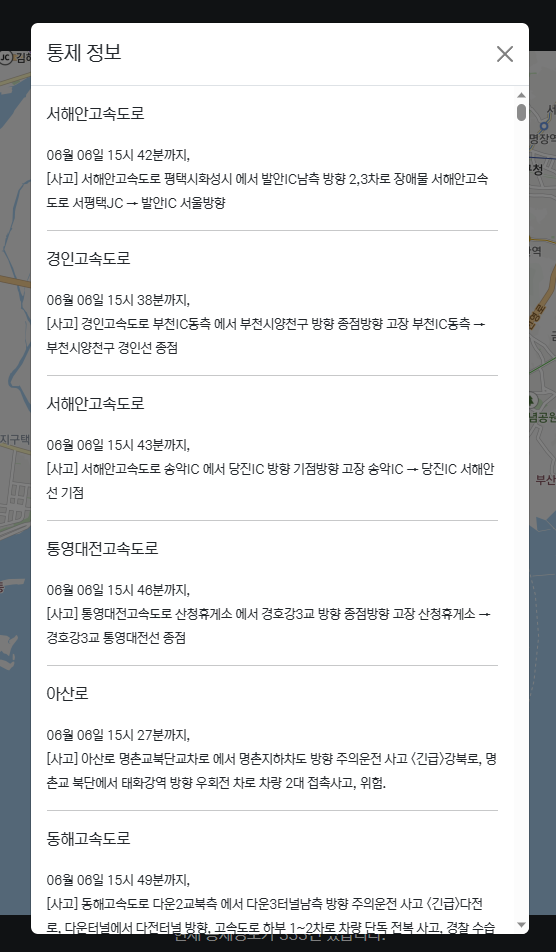 통제 정보
서해안고속도로
06월 06일 15시 42분까지,
[사고] 서해안고속도로 평택시화성시 에서 발안IC남측 방향 2,3차로 장애물 서해안고속
도로 서평택JC → 발안IC 서울방향
경인고속도로
06월 06일 15시 38분까지,
[사고] 경인고속도로 부천IC동측 에서 부천시양천구 방향 종점방향 고장 부천IC동측 →
부천시양천구 경인선 종점
서해안고속도로
06월 06일 15시 43분까지,
[사고] 서해안고속도로 송악IC 에서 당진IC 방향 기점방향 고장 송악IC → 당진IC 서해안
선 기점
통영대전고속도로
06월 06일 15시 46분까지,
[사고] 통영대전고속도로 산청휴게소 에서 경호강3교 방향 종점방향 고장 산청휴게소 →
경호강3교 통영대전선 종점
아산로
06월 06일 15시 27분까지,
[사고] 아산로 명촌교북단교차로 에서 명촌지하차도 방향 주의운전 사고 <긴급>강북로, 명
촌교 북단에서 태화강역 방향 우회전 차로 차량 2대 접촉사고, 위험.
동해고속도로
06월 06일 15시 49분까지,
[사고] 동해고속도로 다운2교북측 에서 다운3터널남측 방향 주의운전 사고 <긴급>다전
로, 다운터널에서 다전터널 방향, 고속도로 하부 1~2차로 차량 단독 전복 사고, 경찰 수습
JC
지구택
명장역
부산